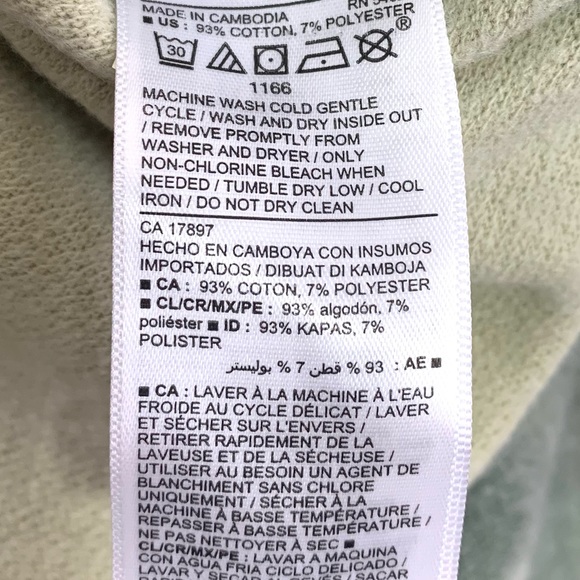 MADE IN CAMBODIA RN
■ US : 93% COTTON, 7% POLYESTER
30 ®
1166
MACHINE WASH COLD GENTLE
CYCLE / WASH AND DRY INSIDE OUT
/ REMOVE PROMPTLY FROM
WASHER AND DRYER / ONLY
NON-CHLORINE BLEACH WHEN
NEEDED / TUMBLE DRY LOW / COOL
IRON / DO NOT DRY CLEAN
CA 17897
HECHO EN CAMBOYA CON INSUMOS
IMPORTADOS / DIBUAT DI KAMBOJA
■ CA : 93% COTON, 7% POLYESTER
■ CL/CR/MX/PE : 93% algodón, 7%
poliéster ■ ID : 93% KAPAS, 7%
POLISTER
■ AE : 93 % قطن 7 % بوليستر
■ CA : LAVER À LA MACHINE À L'EAU
FROIDE AU CYCLE DÉLICAT / LAVER
ET SÉCHER SUR L'ENVERS /
RETIRER RAPIDEMENT DE LA
LAVEUSE ET DE LA SÉCHEUSE /
UTILISER AU BESOIN UN AGENT DE
BLANCHIMENT SANS CHLORE
UNIQUEMENT / SÉCHER À LA
MACHINE À BASSE TEMPÉRATURE /
REPASSER À BASSE TEMPÉRATURE /
NE PAS NETTOYER À SEC ■
CL/CR/MX/PE : LAVAR A MAQUINA
CON AGUA FRIA CICLO DELICADO /
LAVAR Y SECAR